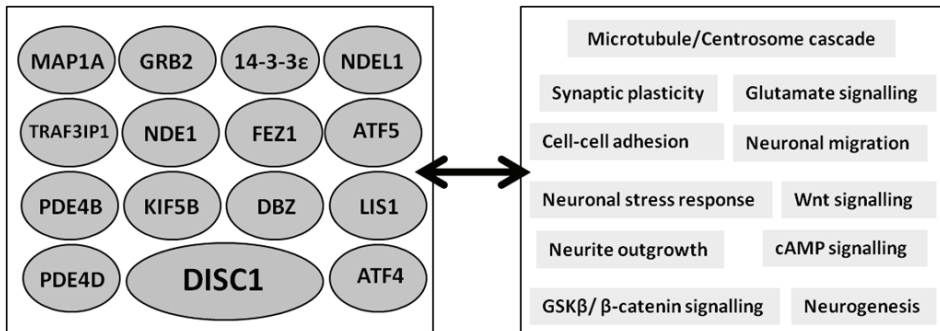 MAP1A GRB2 14-3-3ε NDEL1
TRAF3IP1 NDE1 FEZ1 ATF5
PDE4B KIF5B DBZ LIS1
PDE4D DISC1 ATF4
Microtubule/Centrosome cascade
Synaptic plasticity Glutamate signalling
Cell-cell adhesion Neuronal migration
Neuronal stress response Wnt signalling
Neurite outgrowth cAMP signalling
GSKβ/ β-catenin signalling Neurogenesis